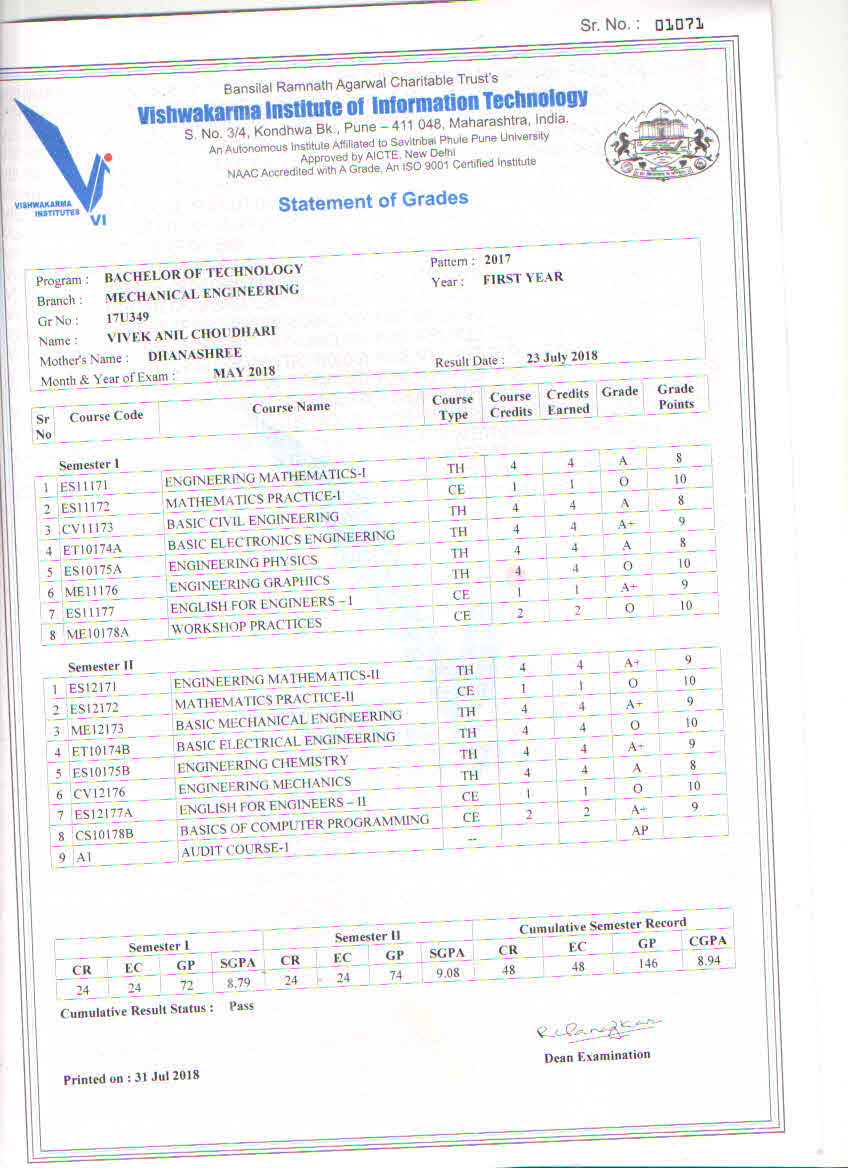 Sr. No. : 01071
Bansilal Ramnath Agarwal Charitable Trust's
Vishwakarma Institute of Information Technology
S. No. 3/4, Kondhwa Bk., Pune – 411 048, Maharashtra, India.
An Autonomous Institute Affiliated to Savitribai Phule Pune University
Approved by AICTE, New Delhi
NAAC Accredited with A Grade, An ISO 9001 Certified Institute
VISHWAKARMA
INSTITUTES
VI
Statement of Grades
Program : BACHELOR OF TECHNOLOGY Pattern : 2017
Branch : MECHANICAL ENGINEERING Year : FIRST YEAR
Gr No : 17U349
Name : VIVEK ANIL CHOUDHARI
Mother's Name : DHANASHREE
Month & Year of Exam : MAY 2018 Result Date : 23 July 2018
Sr No Course Code Course Name Course Type Course Credits Credits Earned Grade Grade Points
Semester I
1 ES11171 ENGINEERING MATHEMATICS-I TH 4 4 A 8
2 ES11172 MATHEMATICS PRACTICE-I CE 1 1 O 10
3 CV11173 BASIC CIVIL ENGINEERING TH 4 4 A 8
4 ET10174A BASIC ELECTRONICS ENGINEERING TH 4 4 A+ 9
5 ES10175A ENGINEERING PHYSICS TH 4 4 A 8
6 ME11176 ENGINEERING GRAPHICS TH 4 4 O 10
7 ES11177 ENGLISH FOR ENGINEERS – I CE 1 1 A+ 9
8 ME10178A WORKSHOP PRACTICES CE 2 2 O 10
Semester II
1 ES12171 ENGINEERING MATHEMATICS-II TH 4 4 A+ 9
2 ES12172 MATHEMATICS PRACTICE-II CE 1 1 O 10
3 ME12173 BASIC MECHANICAL ENGINEERING TH 4 4 A+ 9
4 ET10174B BASIC ELECTRICAL ENGINEERING TH 4 4 O 10
5 ES10175B ENGINEERING CHEMISTRY TH 4 4 A+ 9
6 CV12176 ENGINEERING MECHANICS TH 4 4 A 8
7 ES12177A ENGLISH FOR ENGINEERS – II CE 1 1 O 10
8 CS10178B BASICS OF COMPUTER PROGRAMMING CE 2 2 A+ 9
9 A1 AUDIT COURSE-1 -- AP
Semester I Semester II Cumulative Semester Record
CR EC GP SGPA CR EC GP SGPA CR EC GP CGPA
24 24 72 8.79 24 24 74 9.08 48 48 146 8.94
Cumulative Result Status : Pass
Dean Examination
Printed on : 31 Jul 2018